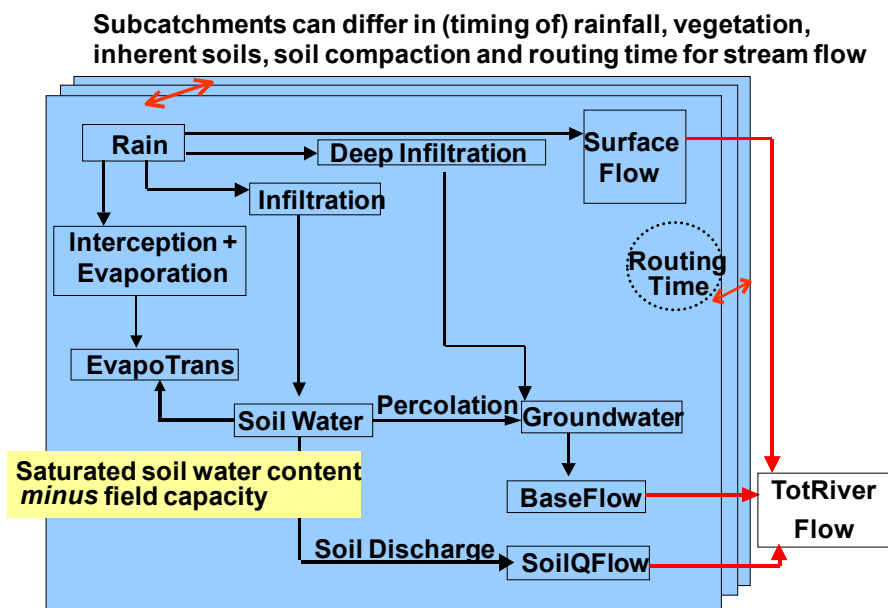 Subcatchments can differ in (timing of) rainfall, vegetation,
inherent soils, soil compaction and routing time for stream flow
Rain
Deep Infiltration
Surface
Flow
Infiltration
Interception +
Evaporation
Routing
Time
EvapoTrans
Soil Water
Percolation
Groundwater
Saturated soil water content
minus field capacity
BaseFlow
TotRiver
Flow
Soil Discharge
SoilQFlow